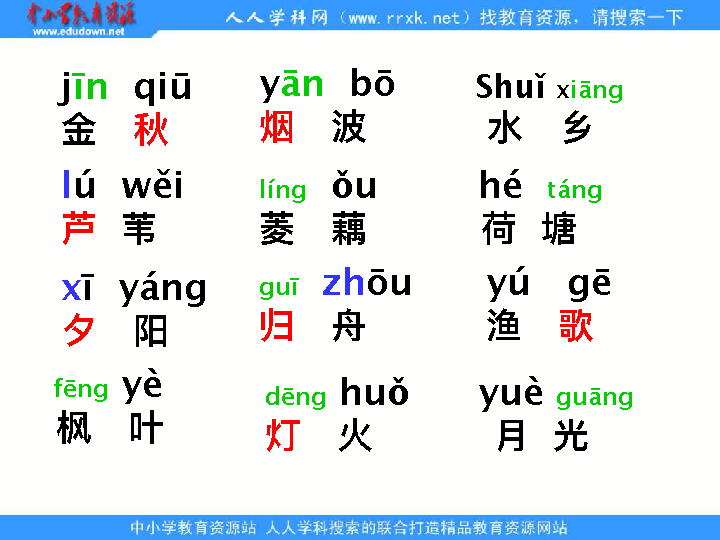 中小学教育资源
www.edudown.net
人人学科网（www.rrxk.net）找教育资源，请搜索一下
jīn qiū yān bō Shuǐ xiāng
金 秋 烟 波 水 乡
lú wěi líng ǒu hé táng
芦 苇 菱 藕 荷 塘
xī yáng guī zhōu yú gē
夕 阳 归 舟 渔 歌
fēng yè dēng huǒ yuè guāng
枫 叶 灯 火 月 光
中小学教育资源站 人人学科搜索的联合打造精品教育资源网站